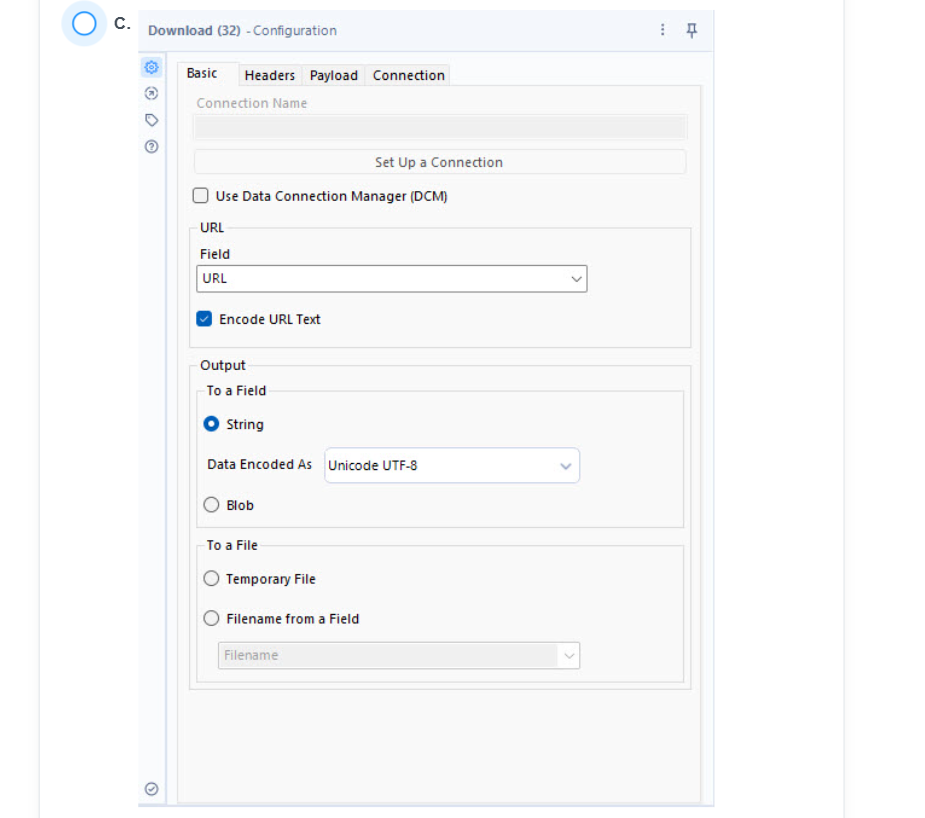 C.
Download (32) - Configuration
Basic Headers Payload Connection
Connection Name
Set Up a Connection
Use Data Connection Manager (DCM)
URL
Field
URL
Encode URL Text
Output
To a Field
String
Data Encoded As Unicode UTF-8
Blob
To a File
Temporary File
Filename from a Field
Filename